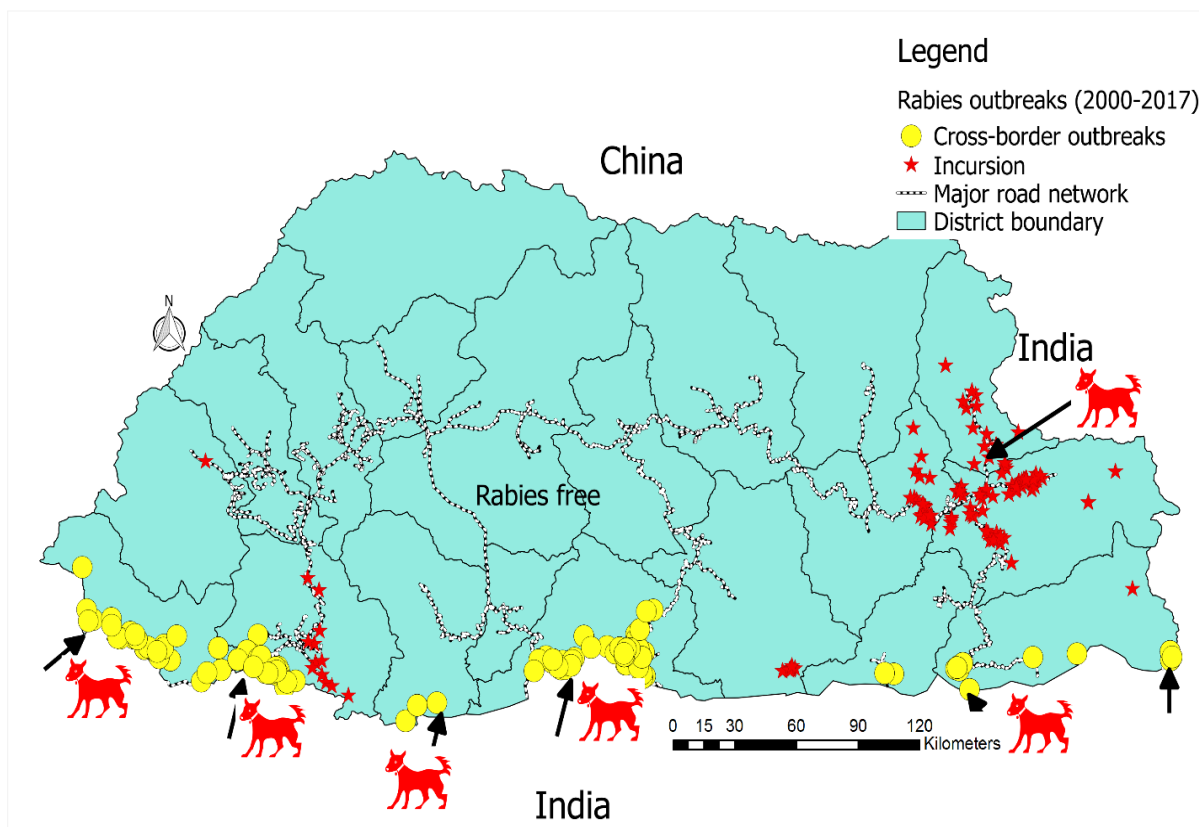 Legend
Rabies outbreaks (2000-2017)
Cross-border outbreaks
Incursion
Major road network
District boundary
China
N
India
Rabies free
0 15 30 60 90 120
Kilometers
India